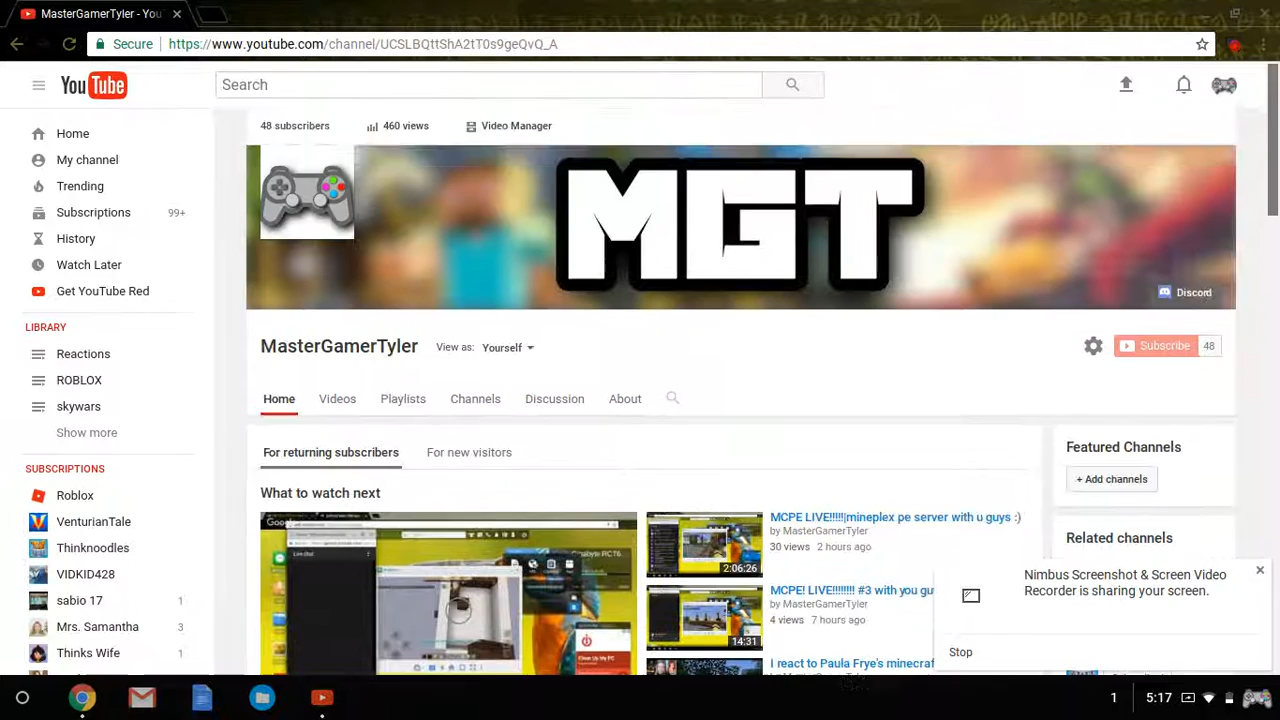 MasterGamerTyler - You
Secure
https://www.youtube.com/channel/UCSLBQttShA2tT0s9geQvQ_A
YouTube
Search
48 subscribers
460 views
Video Manager
MGT
Discord
Home
My channel
Trending
Subscriptions 99+
History
Watch Later
Get YouTube Red
LIBRARY
Reactions
ROBLOX
skywars
Show more
SUBSCRIPTIONS
Roblox
VenturianTale
Thinknoodles
VIDKID428
sabio 17 1
Mrs. Samantha 3
Thinks Wife 1
MasterGamerTyler
View as: Yourself
Subscribe 48
Home Videos Playlists Channels Discussion About
For returning subscribers For new visitors
What to watch next
Live chat
MCPE LIVE!!!!!|mineplex pe server with u guys :)
by MasterGamerTyler
30 views 2 hours ago
2:06:26
MCPE! LIVE!!!!!!!! #3 with you gu
by MasterGamerTyler
4 views 7 hours ago
14:31
I react to Paula Frye's minecraf
Featured Channels
+ Add channels
Related channels
Nimbus Screenshot & Screen Video
Recorder is sharing your screen.
Stop
1 5:17